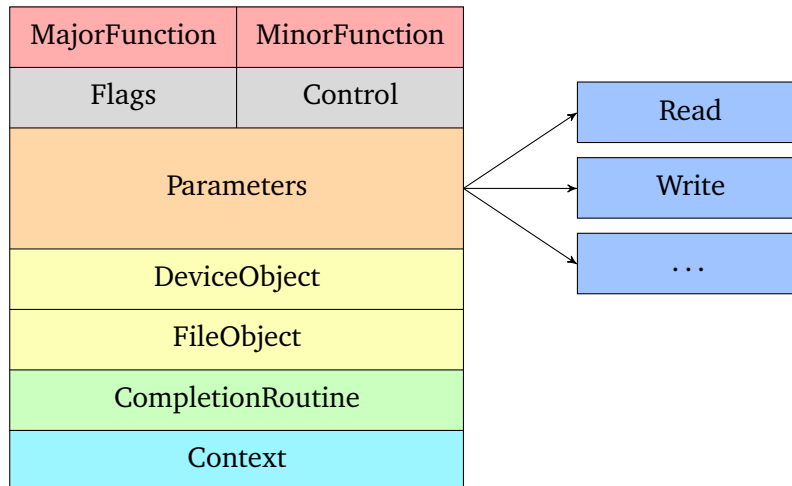 MajorFunction MinorFunction
Flags Control
Parameters
DeviceObject
FileObject
CompletionRoutine
Context
Read
Write
...